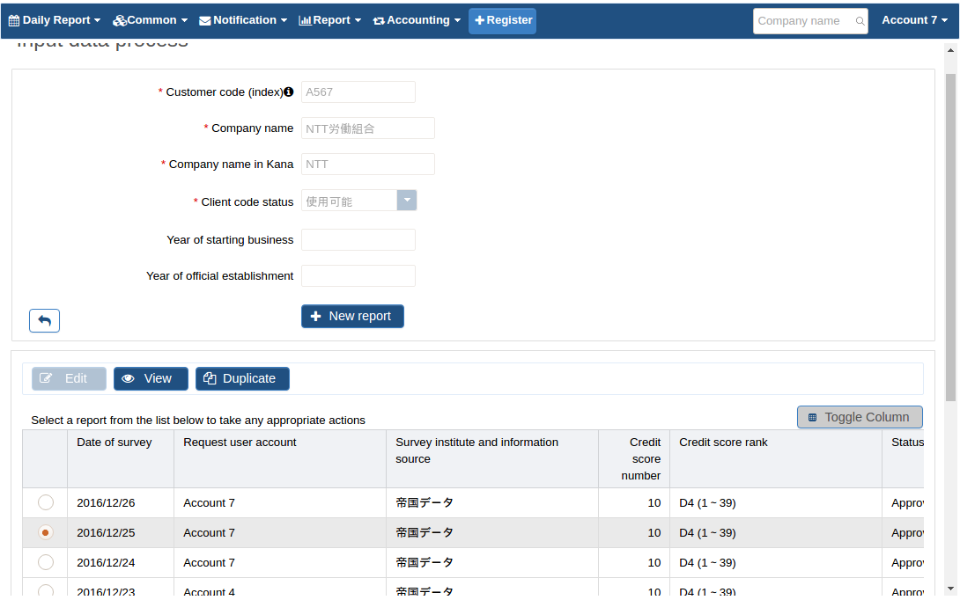 Daily Report Common Notification Report Accounting Register Company name Account 7
Input data process
* Customer code (index) A567
* Company name NTT労働組合
* Company name in Kana NTT
* Client code status 使用可能
Year of starting business
Year of official establishment
New report
Edit View Duplicate
Select a report from the list below to take any appropriate actions Toggle Column
Date of survey Request user account Survey institute and information source Credit score number Credit score rank Status
2016/12/26 Account 7 帝国データ 10 D4 (1 ~ 39) Approv
2016/12/25 Account 7 帝国データ 10 D4 (1 ~ 39) Approv
2016/12/24 Account 7 帝国データ 10 D4 (1 ~ 39) Approv
2016/12/23 Account 4 帝国データ 10 D4 (1 ~ 39) Approv